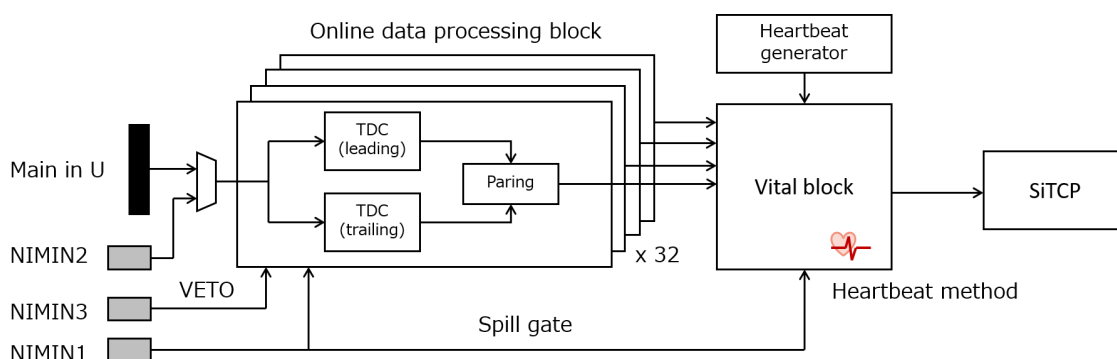 Online data processing block
Heartbeat
generator
TDC
(leading)
Main in U
Paring
Vital block
SiTCP
TDC
(trailing)
NIMIN2
x 32
VETO
Heartbeat method
NIMIN3
Spill gate
NIMIN1